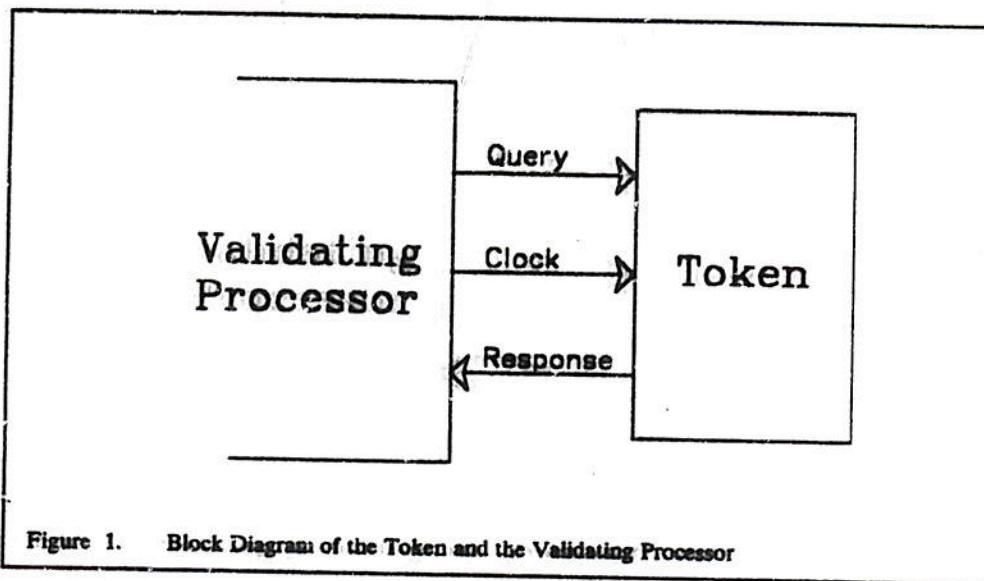 Query
Validating
Processor
Clock
Token
Response
Figure 1. Block Diagram of the Token and the Validating Processor